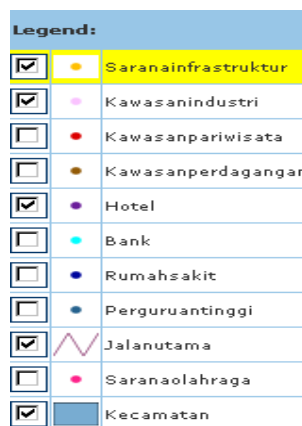 Legend:
Saranainfrastruktur
Kawasanindustri
Kawasanpariwisata
Kawasanperdagangan
Hotel
Bank
Rumahsakit
Perguruantinggi
Jalanutama
Saranaolahraga
Kecamatan